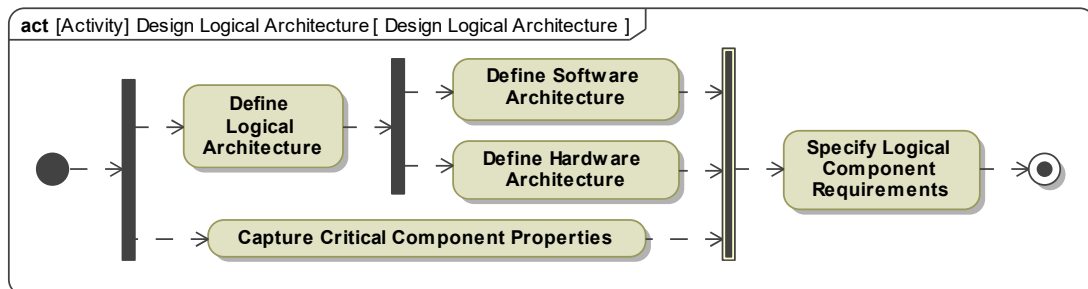 act [Activity] Design Logical Architecture [ Design Logical Architecture ]
Define
Logical
Architecture
Define Software
Architecture
Define Hardware
Architecture
Capture Critical Component Properties
Specify Logical
Component
Requirements